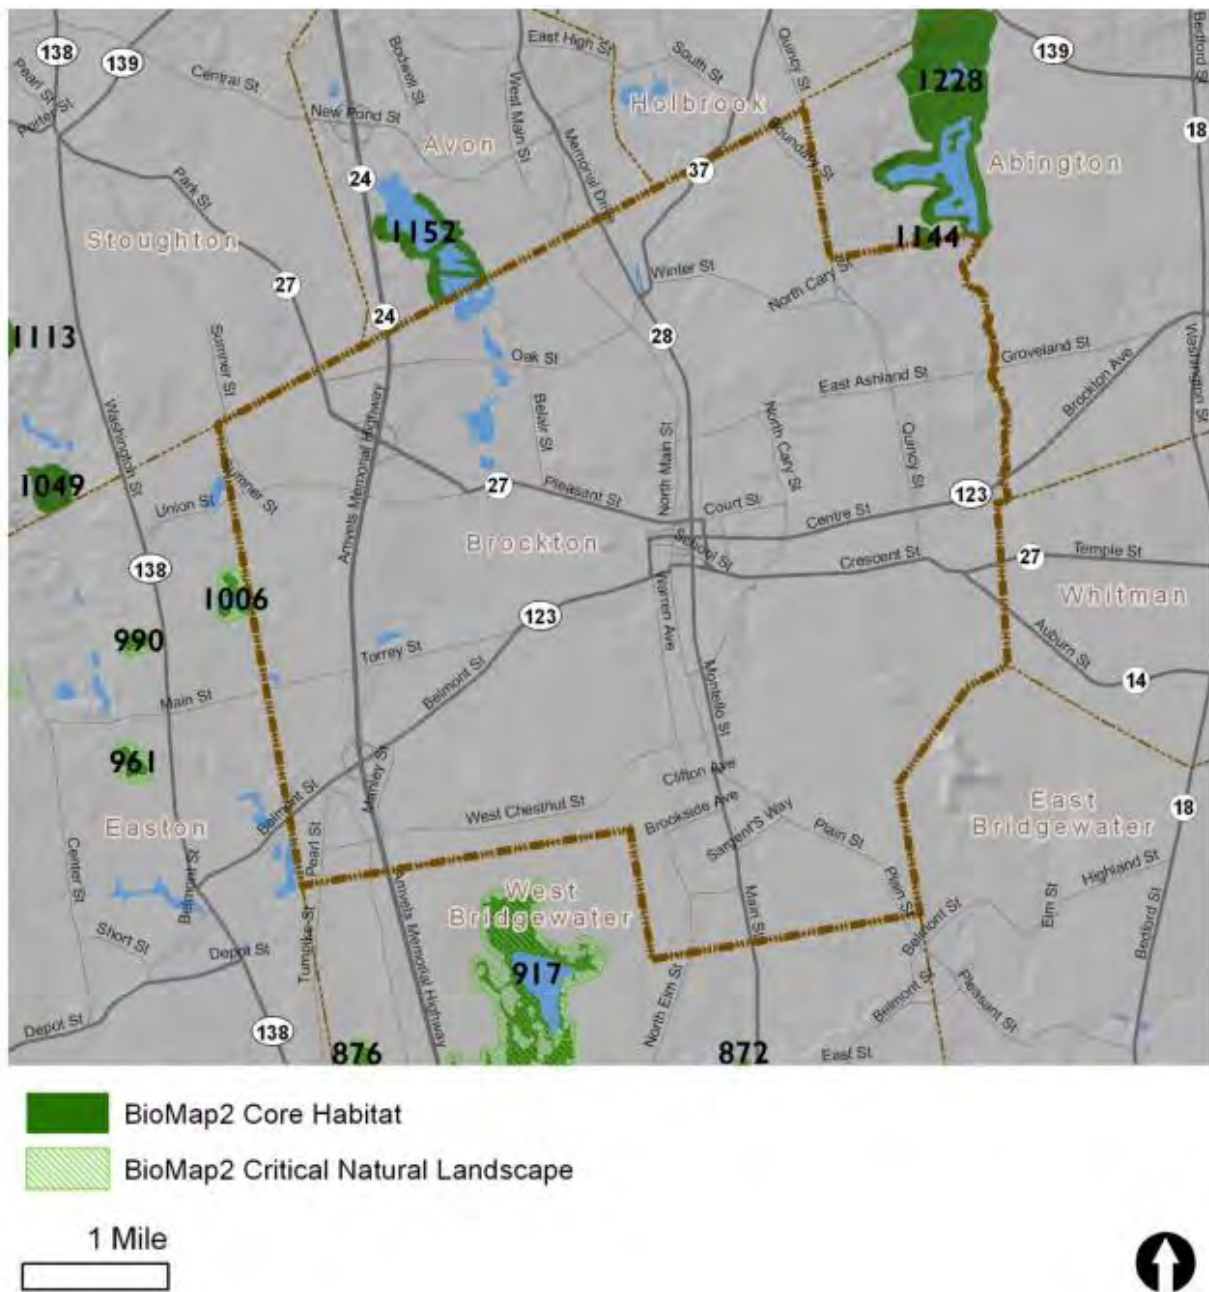 138
139
Pearl St
Porter St
Central St
New Pond St
Bodwell St
West Main St
East High St
South St
Quincy St
Holbrook
Avon
1228
139
Bedford St
18
Memorial Drive
37
Boundary St
Abington
Park St
24
Stoughton
1152
1144
27
24
Winter St
North Cary St
28
1113
Sumner St
Oak St
Groveland St
East Ashland St
Brockton Ave
Washington St
Washington St
Amvets Memorial Highway
Belair St
North Main St
North Cary St
Quincy St
1049
Sumner St
Union St
27
Pleasant St
Court St
Centre St
123
Brockton
School St
Crescent St
27
Temple St
138
1006
Warren Ave
Whitman
990
123
Auburn St
Torrey St
Belmont St
Main St
14
Montello St
961
Manley St
Clifton Ave
Easton
Belmont St
West Chestnut St
Brookside Ave
Sargent'S Way
Plain St
East
Bridgewater
18
Center St
Belmont St
Pearl St
West
Bridgewater
Plain St
Highland St
Elm St
Main St
Belmont St
Bedford St
Short St
Depot St
Turnpike St
Amvets Memorial Highway
917
North Elm St
Belmont St
Pleasant St
Depot St
138
876
872
East St
BioMap2 Core Habitat
BioMap2 Critical Natural Landscape
1 Mile